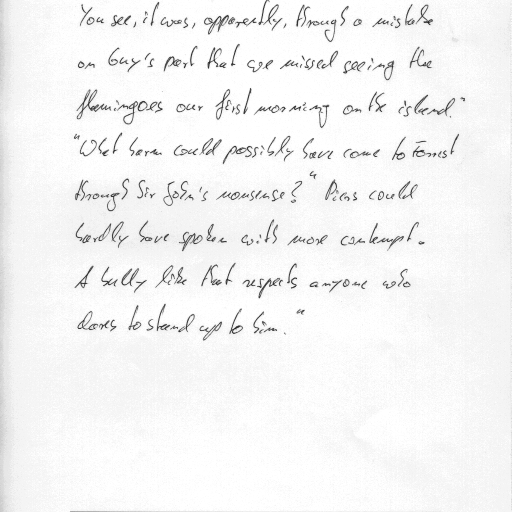 You see, it was, apparently, through a mistake
on Guy's part that we missed seeing the
flamingoes our first morning on the island."
"What harm could possibly have come to Forrest
through Sir John's nonsense?" Piers could
hardly have spoken with more contempt.
A bully like that respects anyone who
dares to stand up to him."